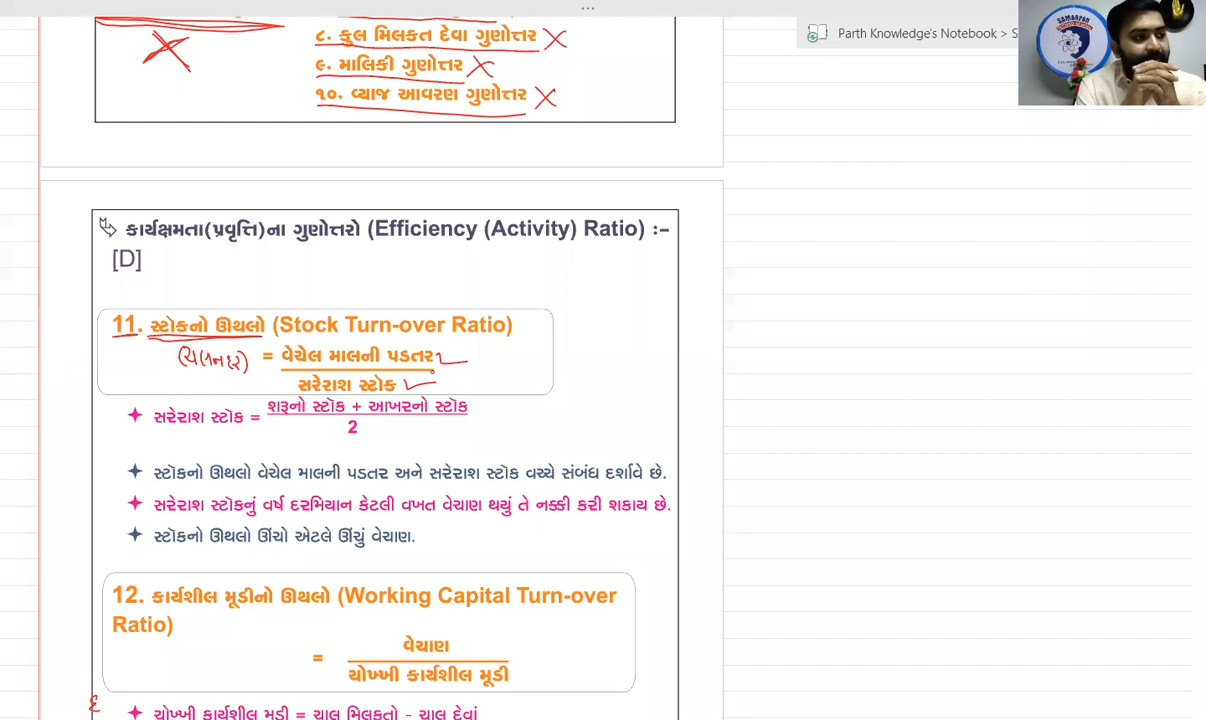 ...
Parth Knowledge's Notebook > S
SAMARPAN
૮. કુલ મિલકત દેવા ગુણોત્તર
૯. માલિકી ગુણોત્તર
૧૦. વ્યાજ આવરણ ગુણોત્તર
કાર્યક્ષમતા(પ્રવૃત્તિ)ના ગુણોત્તરો (Efficiency (Activity) Ratio) :-
[D]
11. સ્ટૉકનો ઊથલો (Stock Turn-over Ratio)
(ચલન દર) = વેચેલ માલની પડતર
સરેરાશ સ્ટૉક
સરેરાશ સ્ટૉક = શરૂનો સ્ટૉક + આખરનો સ્ટૉક
2
સ્ટૉકનો ઊથલો વેચેલ માલની પડતર અને સરેરાશ સ્ટૉક વચ્ચે સંબંધ દર્શાવે છે.
સરેરાશ સ્ટૉકનું વર્ષ દરમિયાન કેટલી વખત વેચાણ થયું તે નક્કી કરી શકાય છે.
સ્ટૉકનો ઊથલો ઊંચો એટલે ઊંચું વેચાણ.
12. કાર્યશીલ મૂડીનો ઊથલો (Working Capital Turn-over
Ratio)
= વેચાણ
ચોખ્ખી કાર્યશીલ મૂડી
ચોખ્ખી કાર્યશીલ મૂડી = ચાલુ મિલકતો - ચાલુ દેવાં